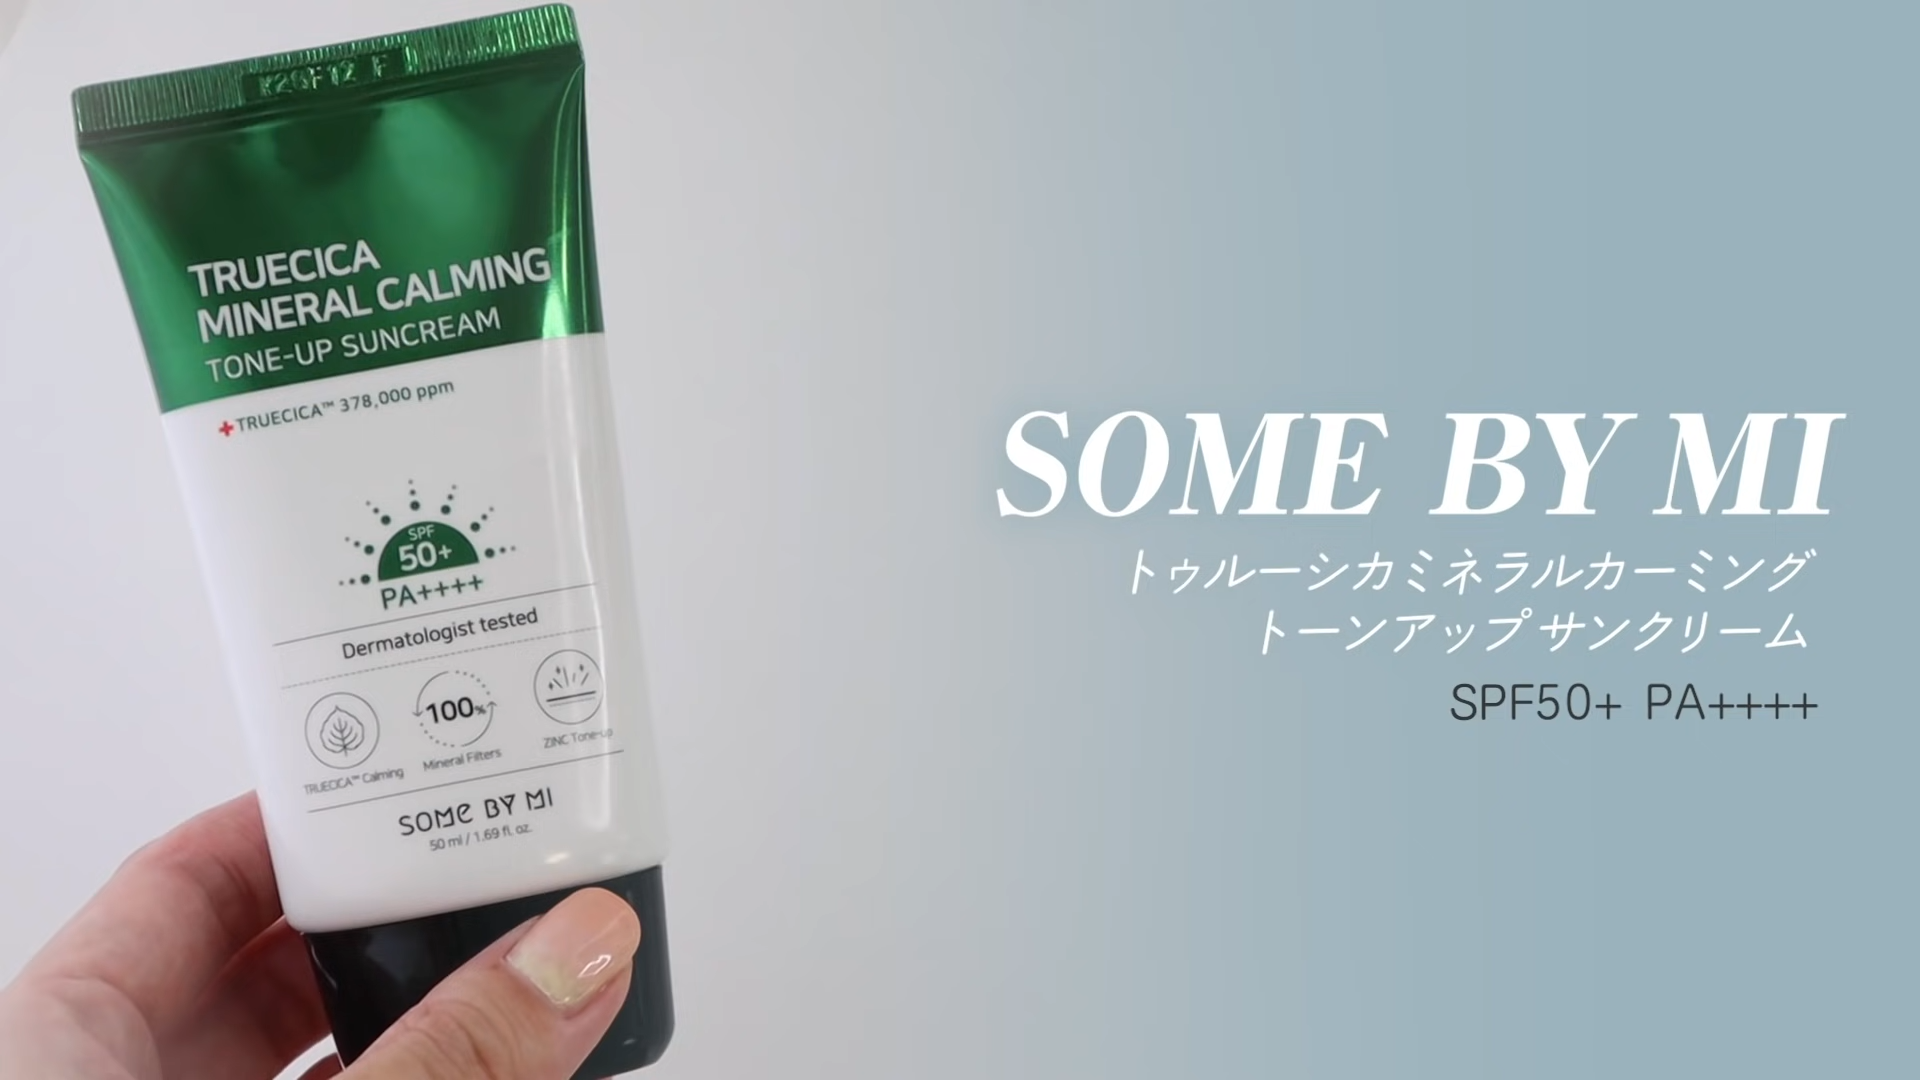 TRUECICA
MINERAL CALMING
TONE-UP SUNCREAM
TRUECICA™ 378,000 ppm
SPF
50+
PA++++
Dermatologist tested
100%
TRUECICA™ Calming
Mineral Filters
ZINC Tone-up
SOME BY MI
50 ml / 1.69 fl. oz.
SOME BY MI
トゥルーシカミネラルカーミング
トーンアップサンクリーム
SPF50+ PA++++